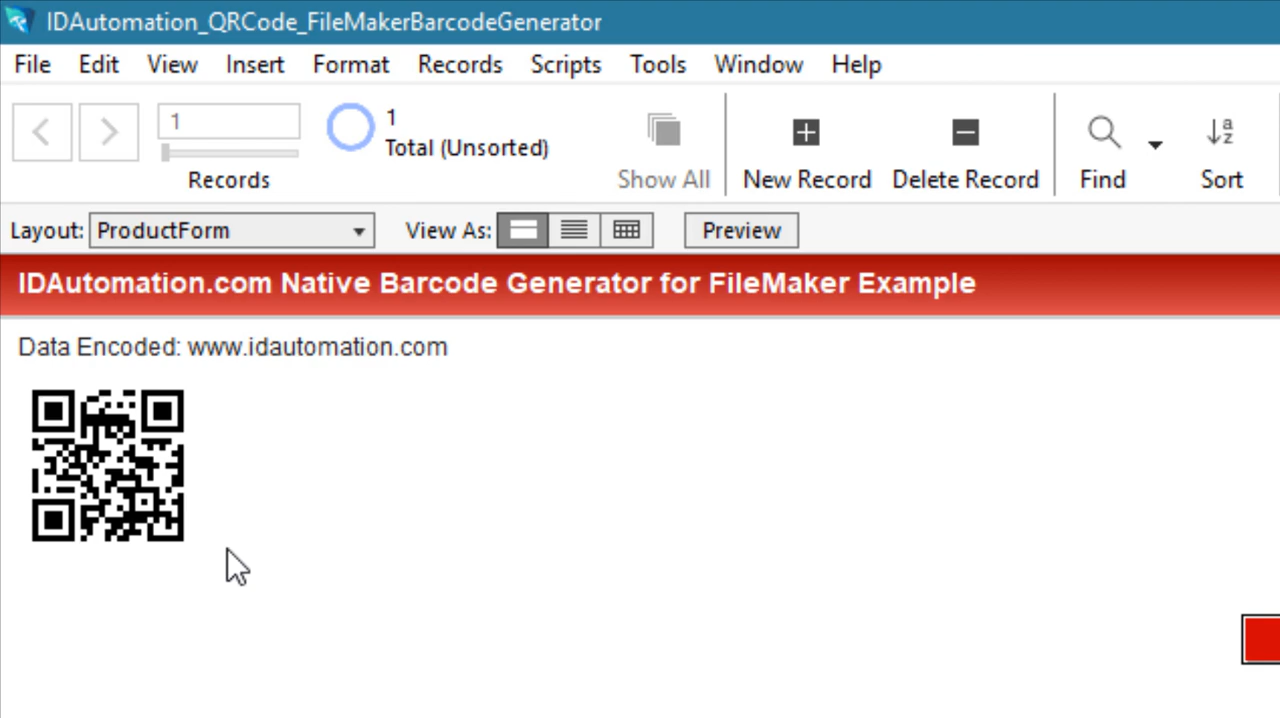 IDAutomation_QRCode_FileMakerBarcodeGenerator
File Edit View Insert Format Records Scripts Tools Window Help
1
1
Total (Unsorted)
Records
Show All
New Record
Delete Record
Find
Sort
Layout: ProductForm
View As:
Preview
IDAutomation.com Native Barcode Generator for FileMaker Example
Data Encoded: www.idautomation.com